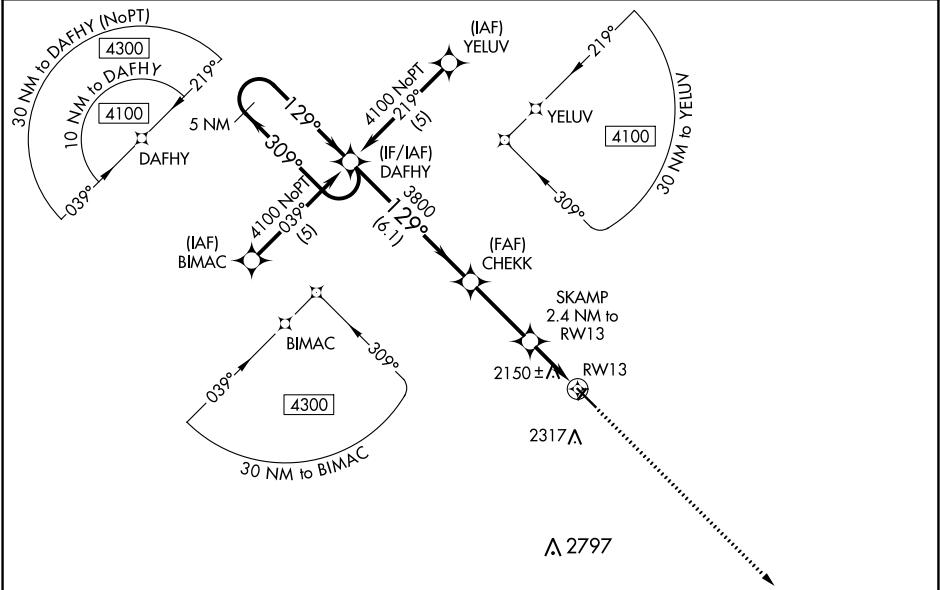 30 NM to DAFHY (NoPT)
4300
10 NM to DAFHY
4100
219°
039°
DAFHY
5 NM
129°
309°
(IAF)
YELUV
4100 NoPT
219°
(5)
(IF/IAF)
DAFHY
4100 NoPT
039°
(5)
(IAF)
BIMAC
3800
129°
(6.1)
(FAF)
CHEKK
SKAMP
2.4 NM to
RW13
2150 ±
RW13
2317
2797
219°
YELUV
4100
309°
30 NM to YELUV
BIMAC
039°
309°
4300
30 NM to BIMAC